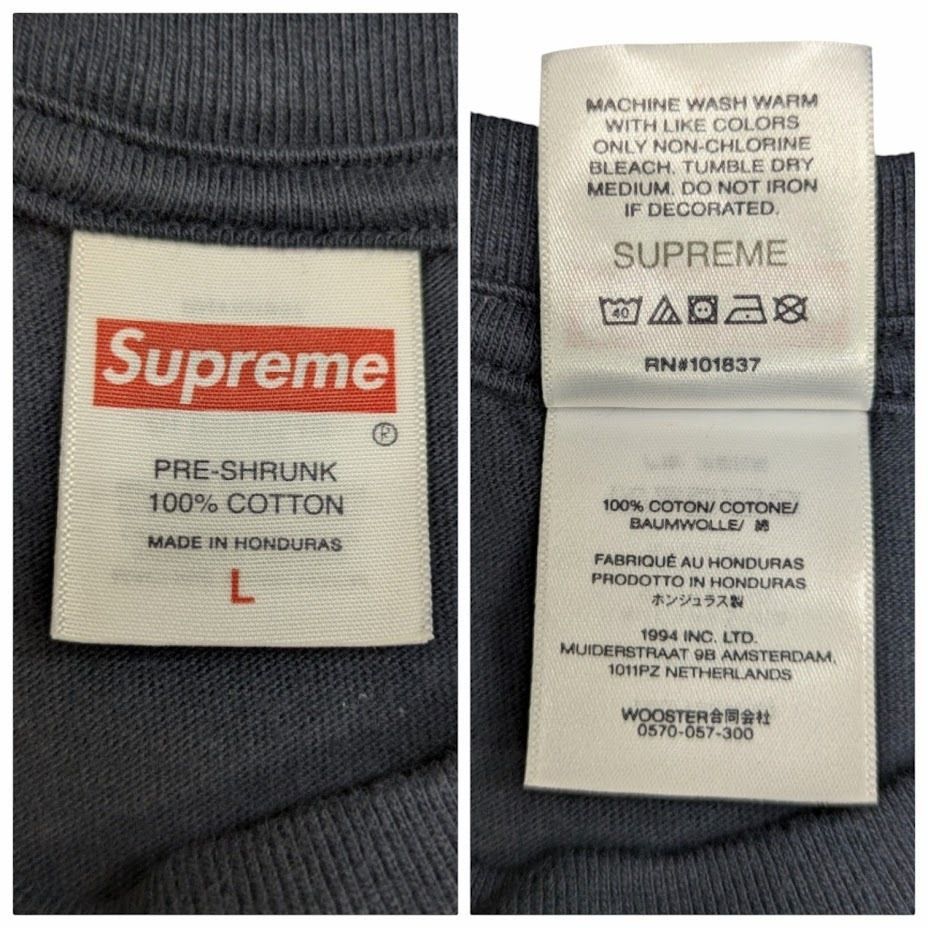 Supreme
®
PRE-SHRUNK
100% COTTON
MADE IN HONDURAS
L
MACHINE WASH WARM
WITH LIKE COLORS
ONLY NON-CHLORINE
BLEACH. TUMBLE DRY
MEDIUM. DO NOT IRON
IF DECORATED.
SUPREME
40
RN#101837
100% COTON/ COTONE/
BAUMWOLLE/ 綿
FABRIQUÉ AU HONDURAS
PRODOTTO IN HONDURAS
ホンジュラス製
1994 INC. LTD.
MUIDERSTRAAT 9B AMSTERDAM,
1011PZ NETHERLANDS
WOOSTER合同会社
0570-057-300